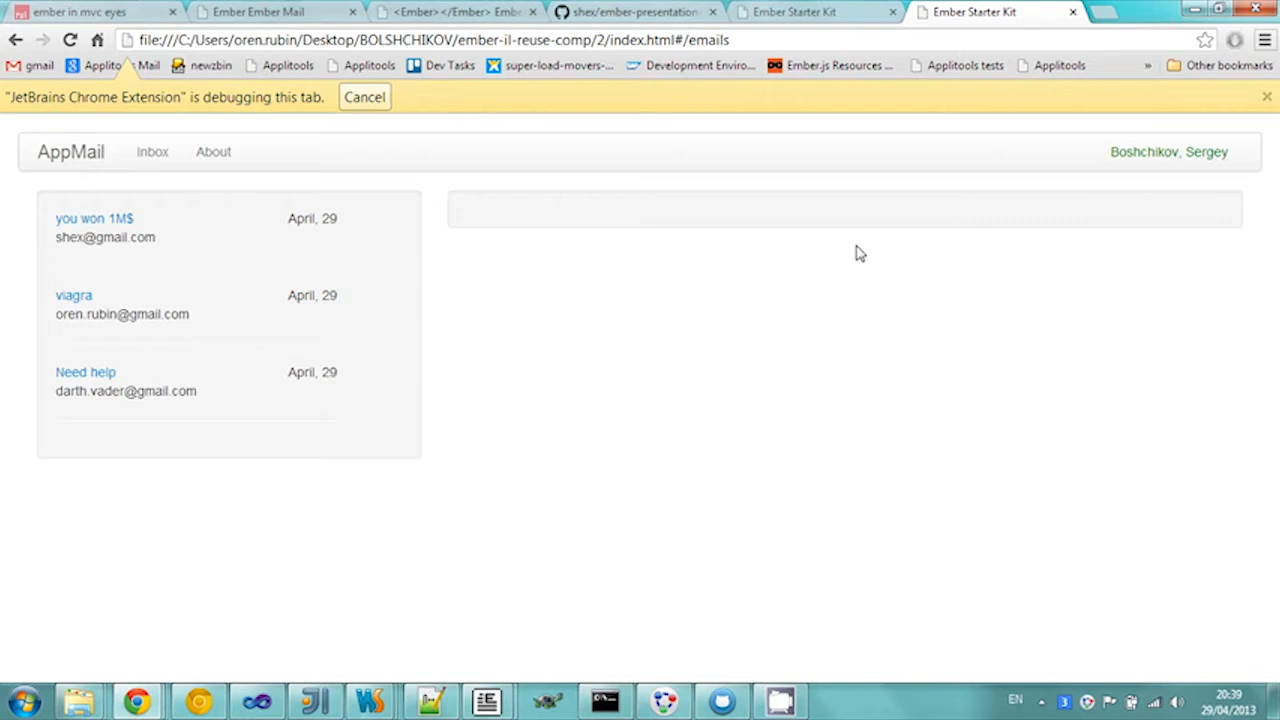 ember in mvc eyes
Ember Ember Mail
<Ember></Ember> Embe
shex/ember-presentation
Ember Starter Kit
Ember Starter Kit
file:///C:/Users/oren.rubin/Desktop/BOLSHCHIKOV/ember-il-reuse-comp/2/index.html#/emails
gmail
Applitools Mail
newzbin
Applitools
Applitools
Dev Tasks
super-load-movers-...
Development Enviro...
Ember.js Resources ...
Applitools tests
Applitools
»
Other bookmarks
"JetBrains Chrome Extension" is debugging this tab.
Cancel
AppMail
Inbox
About
Boshchikov, Sergey
you won 1M$
April, 29
shex@gmail.com
viagra
April, 29
oren.rubin@gmail.com
Need help
April, 29
darth.vader@gmail.com
EN
20:39
29/04/2013